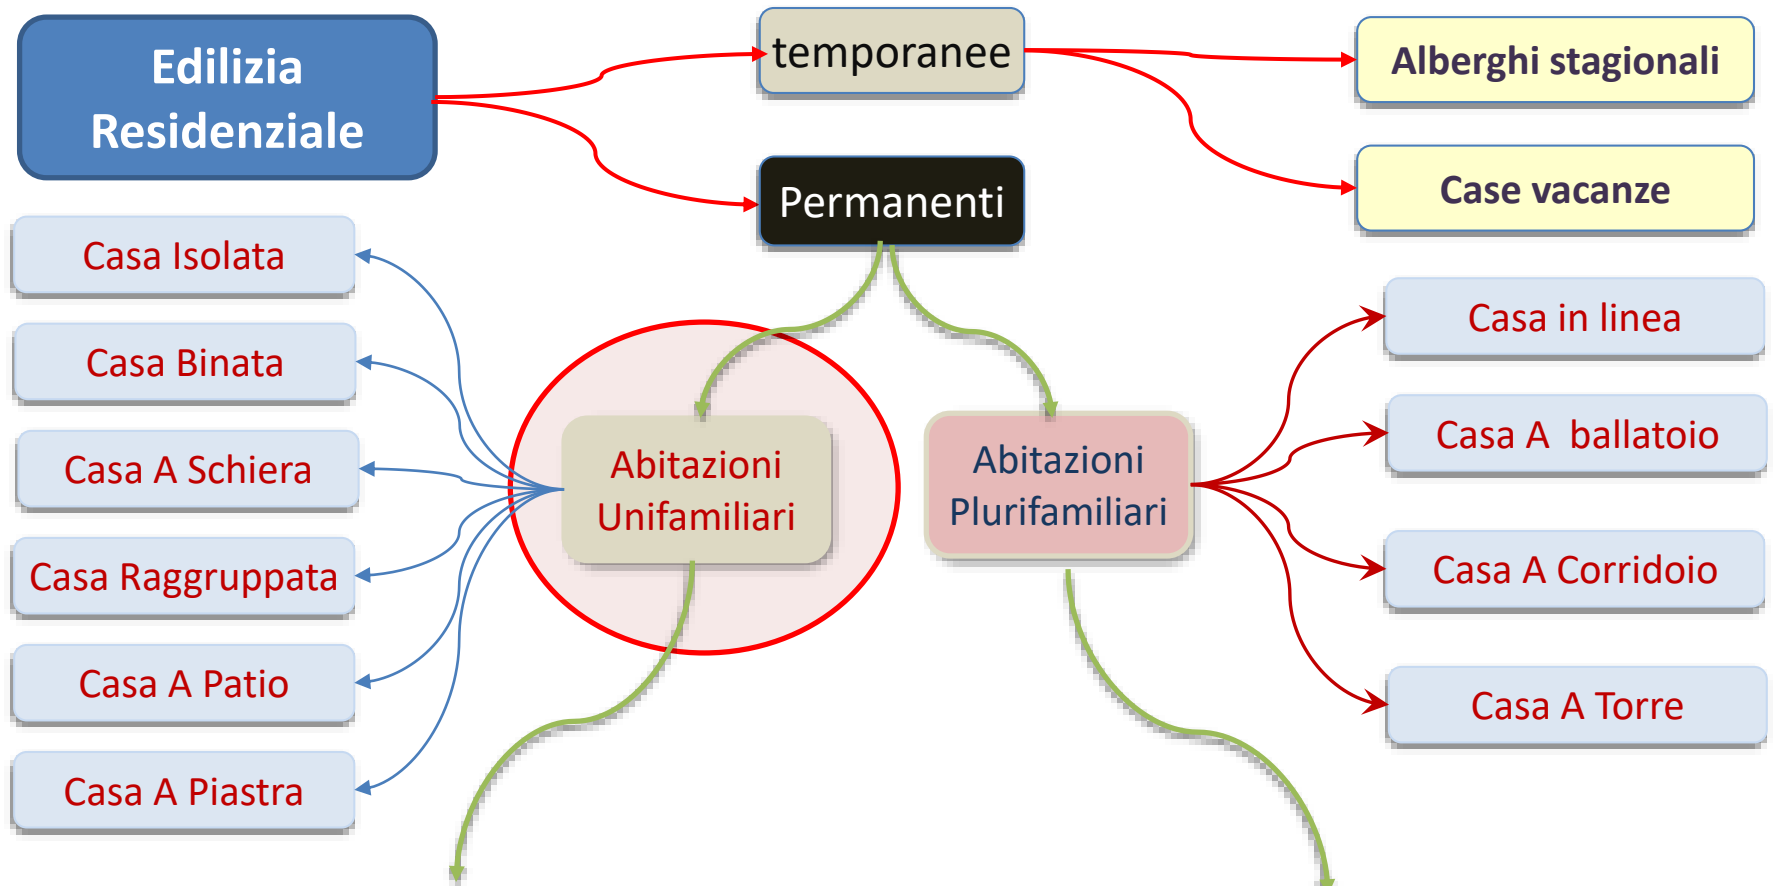 Edilizia
Residenziale
temporanee
Alberghi stagionali
Case vacanze
Permanenti
Casa Isolata
Casa Binata
Casa A Schiera
Casa Raggruppata
Casa A Patio
Casa A Piastra
Abitazioni
Unifamiliari
Abitazioni
Plurifamiliari
Casa in linea
Casa A  ballatoio
Casa A Corridoio
Casa A Torre